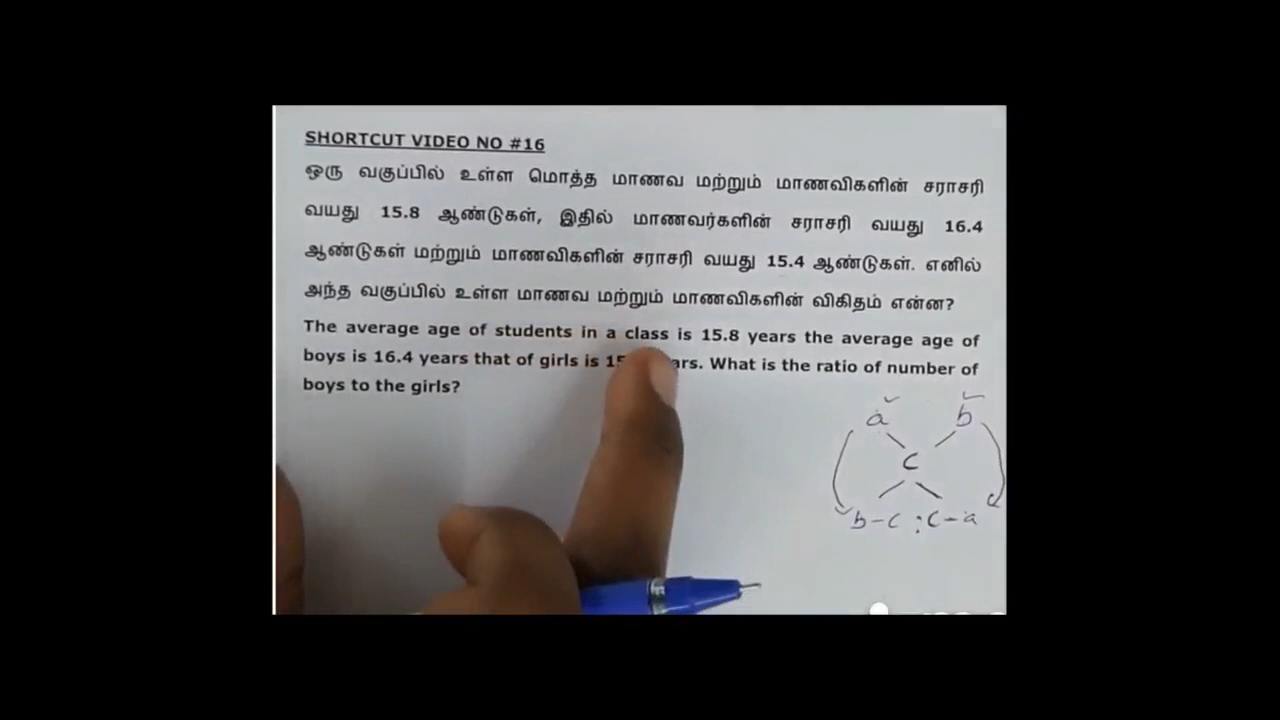 SHORTCUT VIDEO NO #16
ஒரு வகுப்பில் உள்ள மொத்த மாணவ மற்றும் மாணவிகளின் சராசரி
வயது 15.8 ஆண்டுகள், இதில் மாணவர்களின் சராசரி வயது 16.4
ஆண்டுகள் மற்றும் மாணவிகளின் சராசரி வயது 15.4 ஆண்டுகள். எனில்
அந்த வகுப்பில் உள்ள மாணவ மற்றும் மாணவிகளின் விகிதம் என்ன?
The average age of students in a class is 15.8 years the average age of
boys is 16.4 years that of girls is What is the ratio of number of
boys to the girls?
a b
c
b-c : c-a